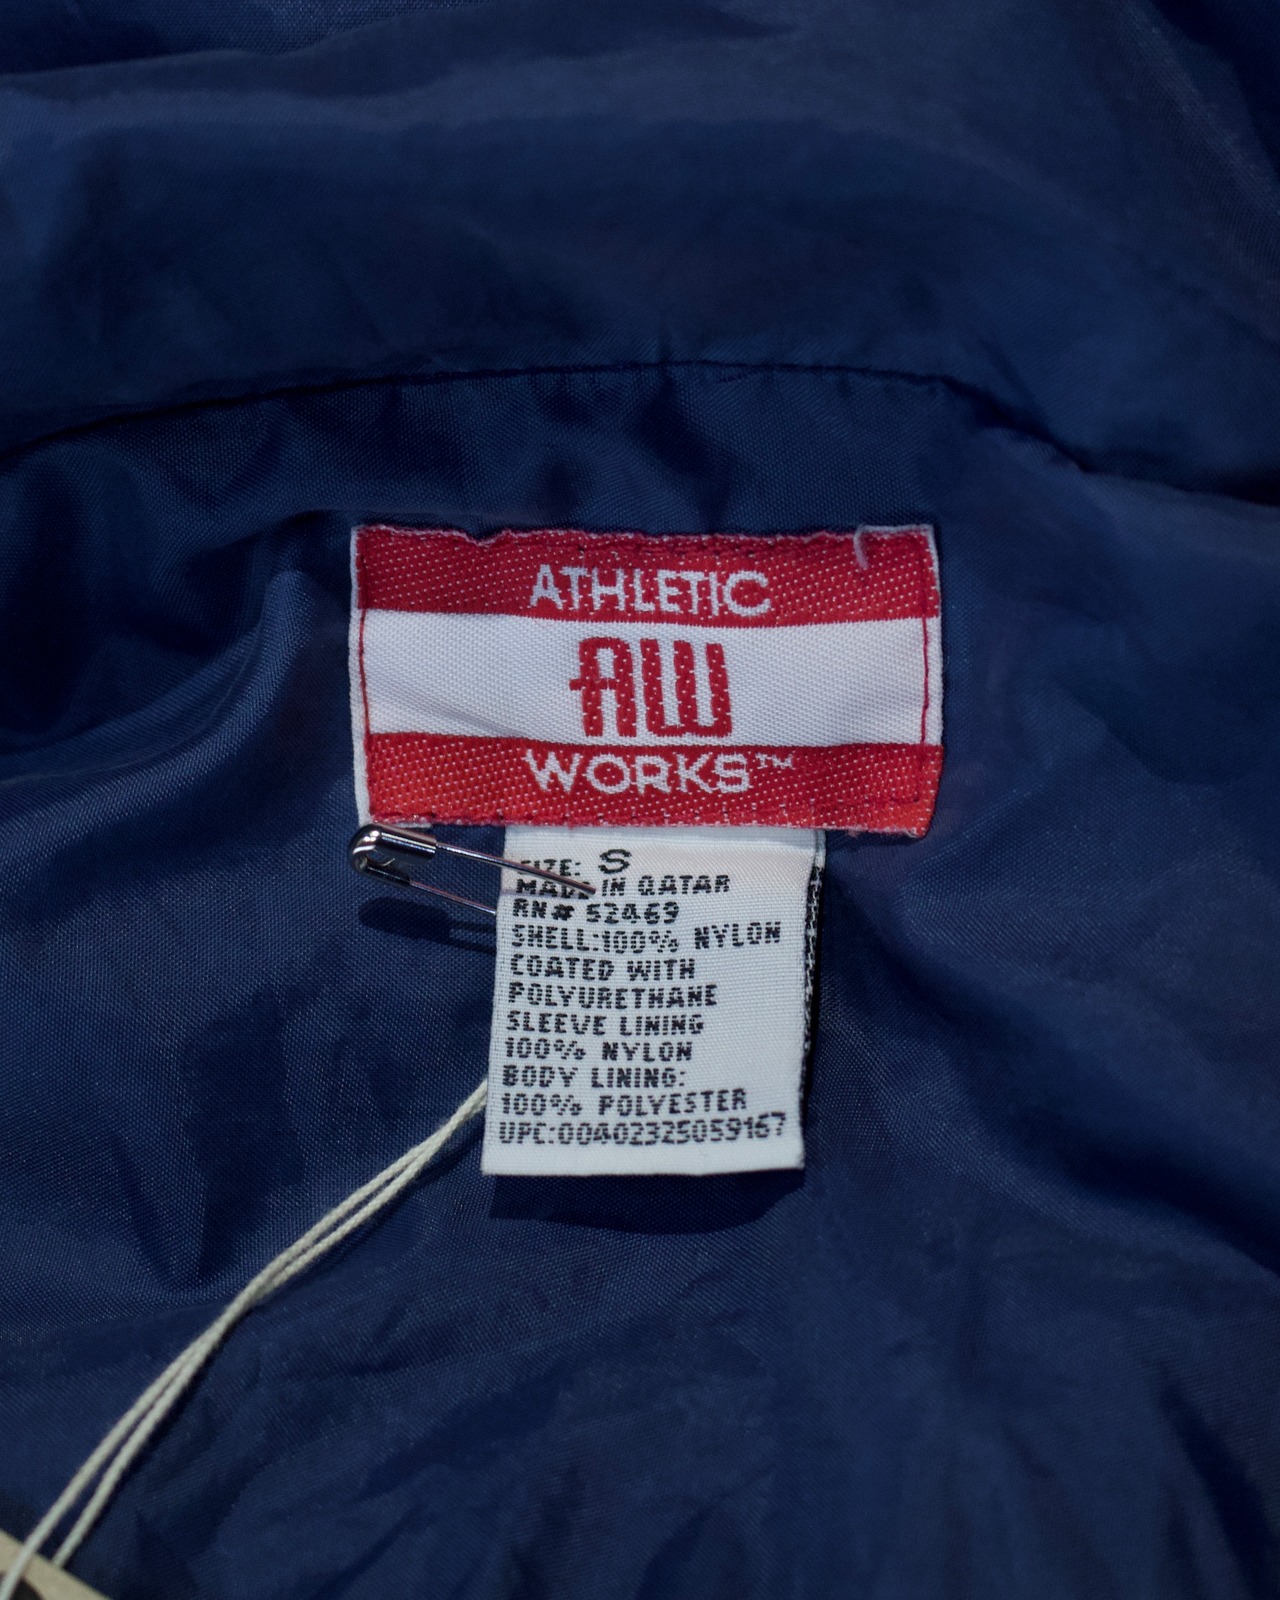 ATHLETIC
AW
WORKS™
SIZE: S
MADE IN QATAR
RN# 52469
SHELL:100% NYLON
COATED WITH
POLYURETHANE
SLEEVE LINING
100% NYLON
BODY LINING:
100% POLYESTER
UPC:00402325059167